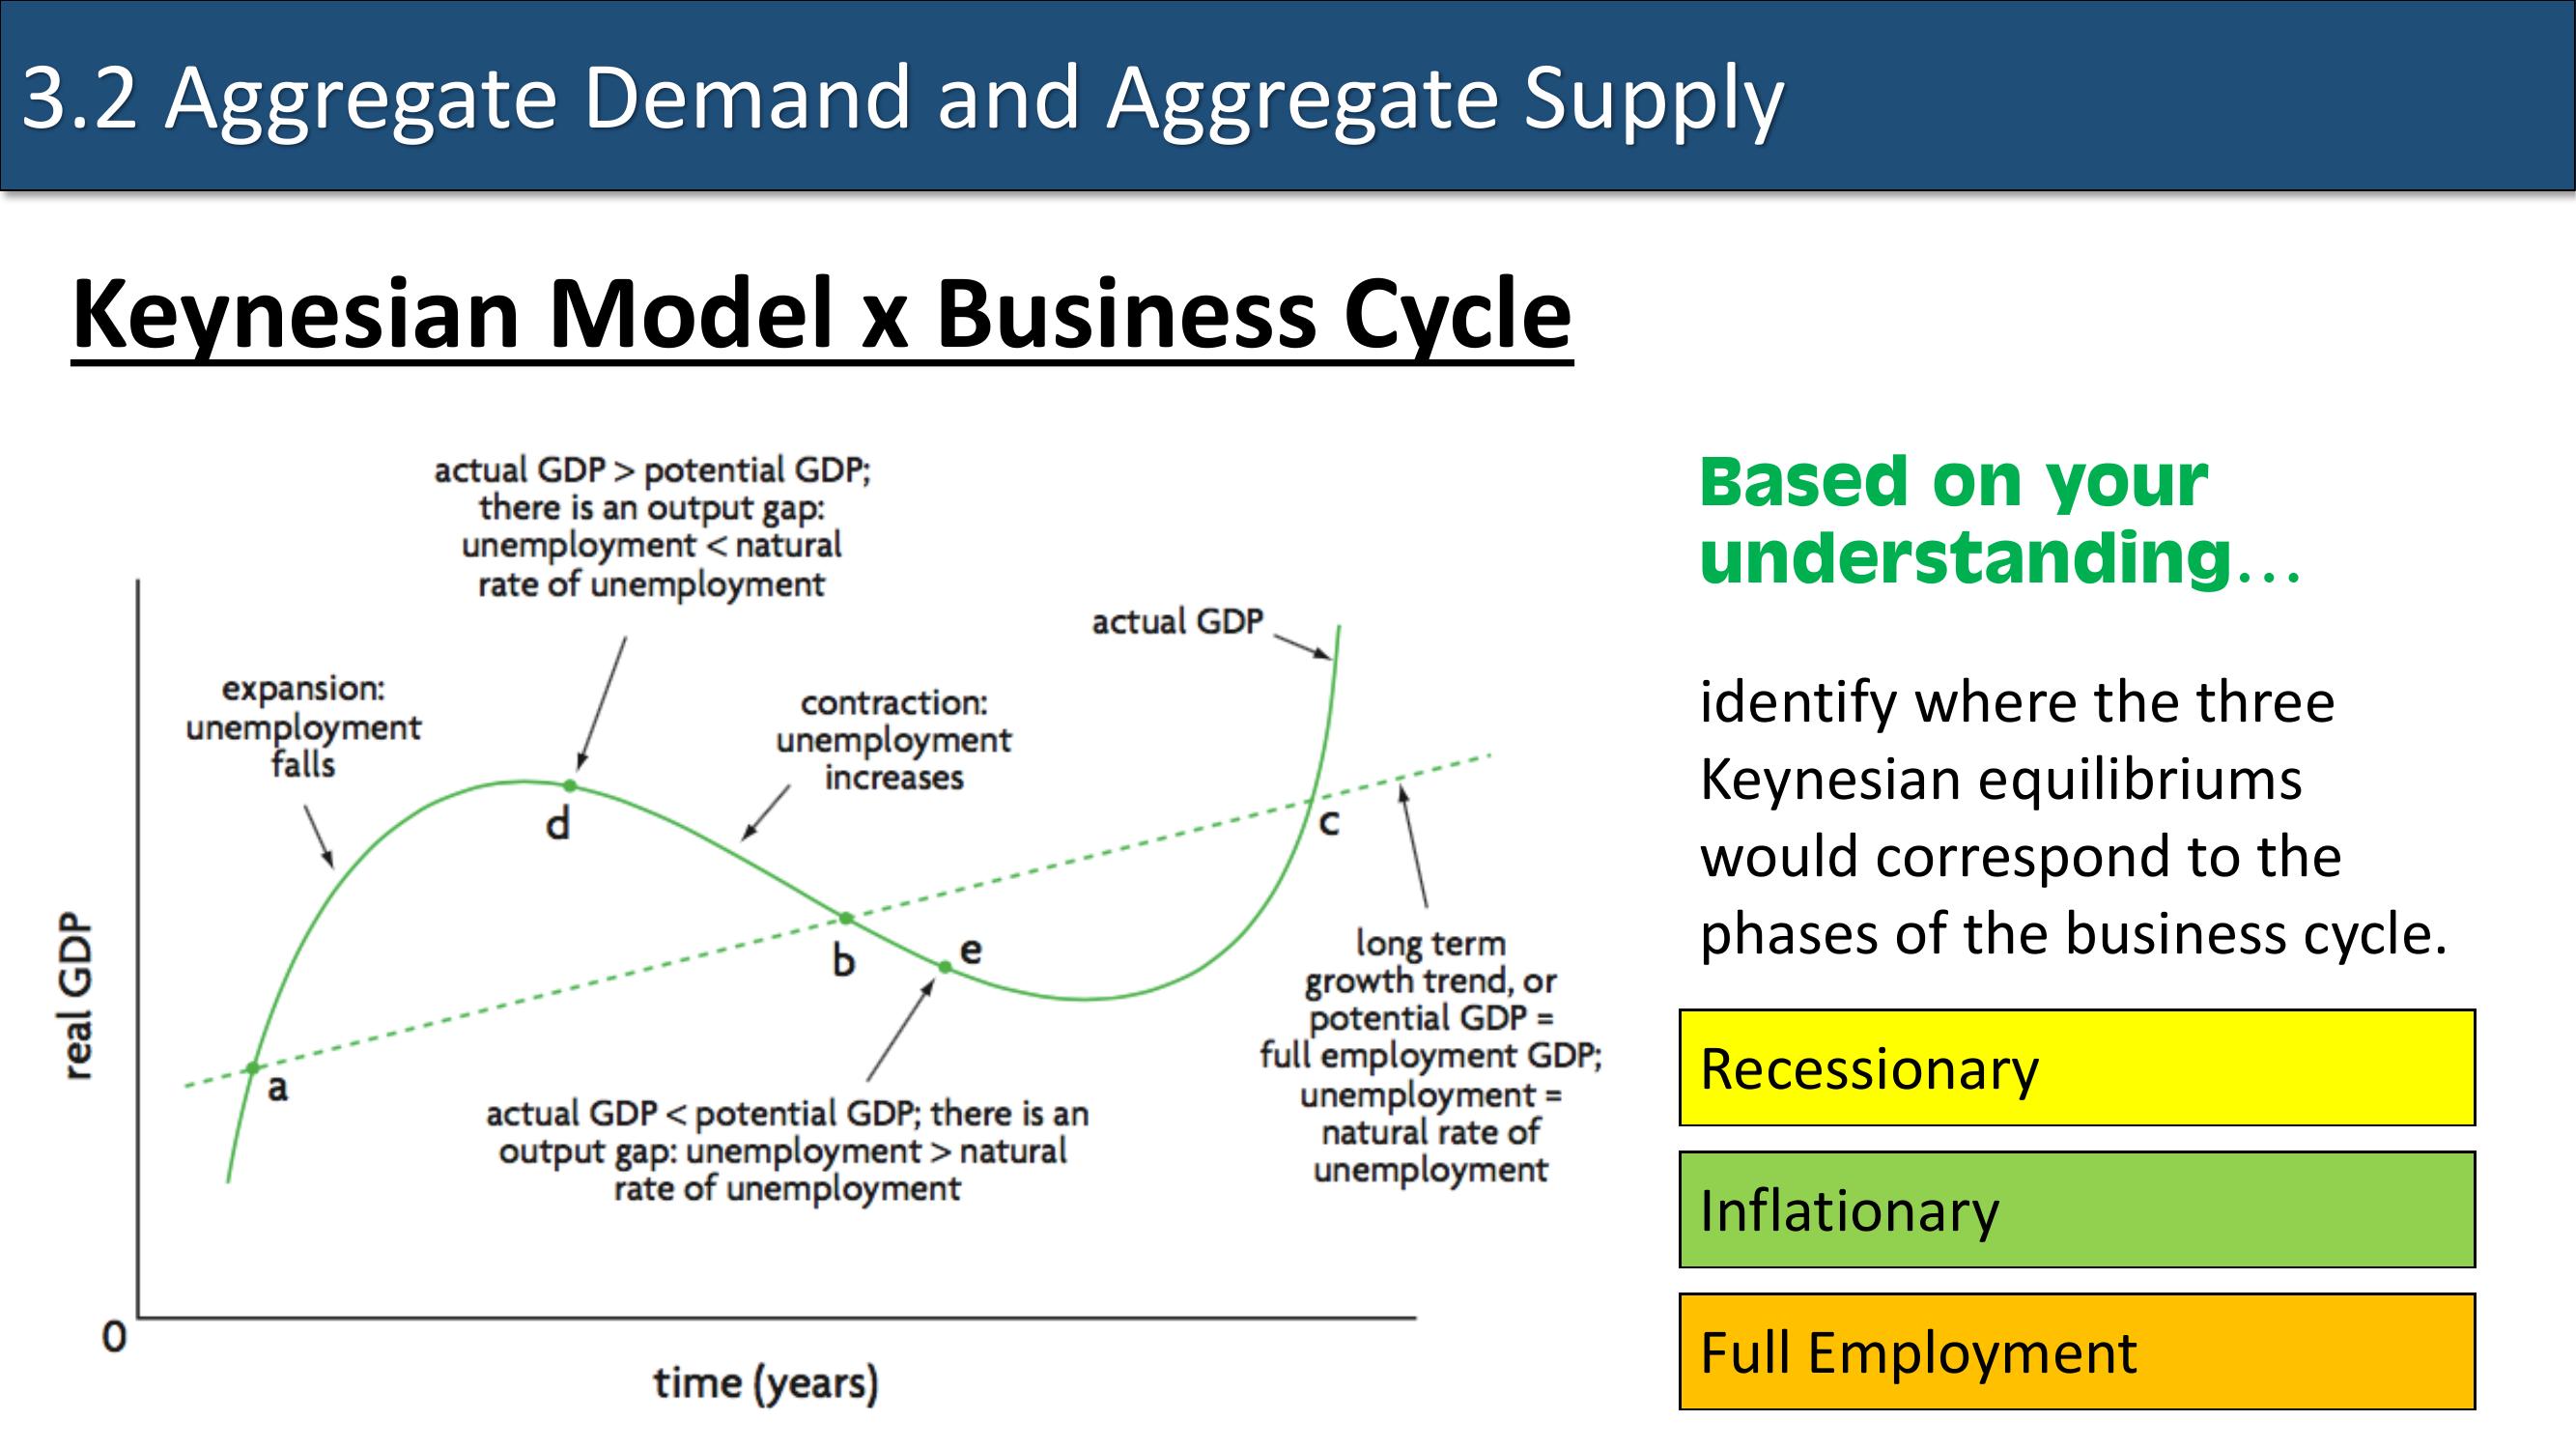 3.2 Aggregate Demand and Aggregate Supply
Keynesian Model x Business Cycle
actual GDP > potential GDP;
there is an output gap:
unemployment < natural
rate of unemployment
expansion:
unemployment
falls
contraction:
unemployment
increases
actual GDP
d
c
b
e
a
long term
growth trend, or
potential GDP =
full employment GDP;
unemployment =
natural rate of
unemployment
actual GDP < potential GDP; there is an
output gap: unemployment > natural
rate of unemployment
real GDP
0
time (years)
Based on your
understanding…
identify where the three
Keynesian equilibriums
would correspond to the
phases of the business cycle.
Recessionary
Inflationary
Full Employment